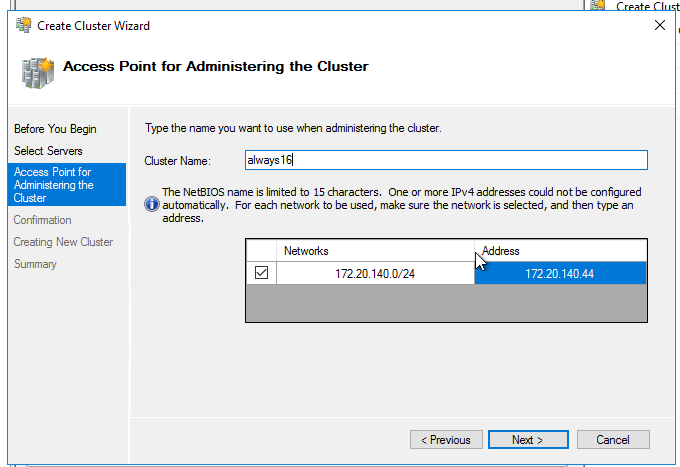 Create Cluster
Create Cluster Wizard
Access Point for Administering the Cluster
Before You Begin
Select Servers
Access Point for
Administering the
Cluster
Confirmation
Creating New Cluster
Summary
Type the name you want to use when administering the cluster.
Cluster Name:
always16
The NetBIOS name is limited to 15 characters. One or more IPv4 addresses could not be configured
automatically. For each network to be used, make sure the network is selected, and then type an
address.
Networks Address
172.20.140.0/24 172.20.140.44
< Previous Next > Cancel